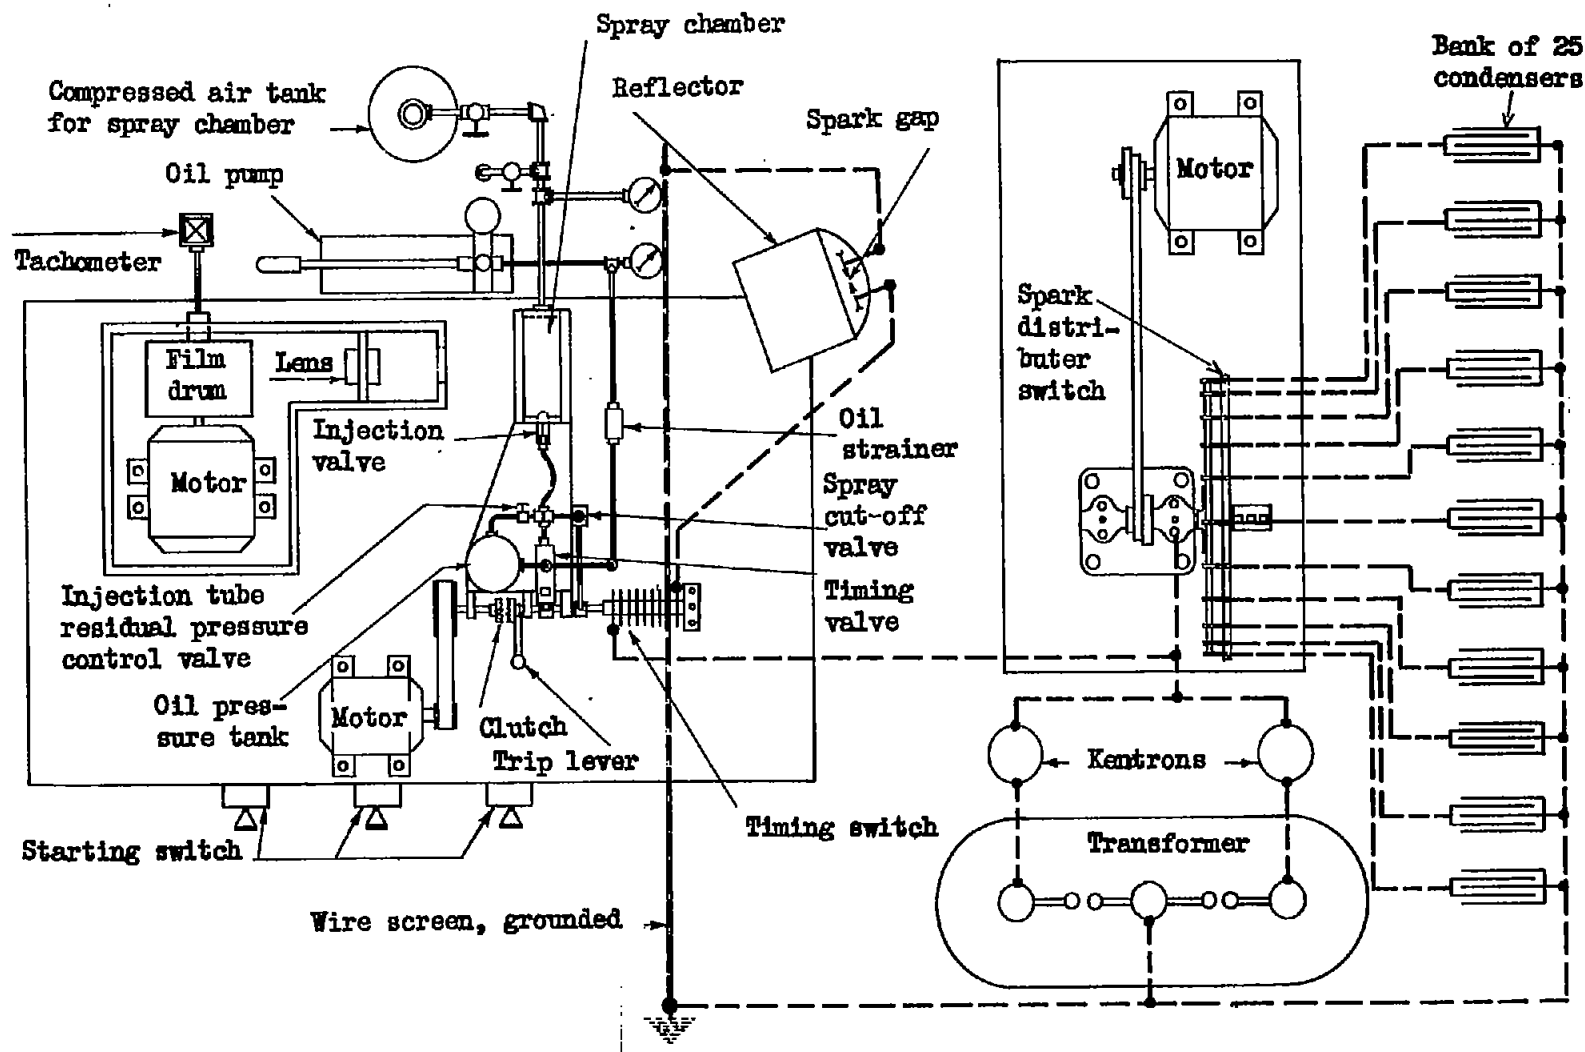 Spray chamber
Bank of 25
condensers
Compressed air tank
for spray chamber
Reflector
Spark gap
Motor
Oil pump
Tachometer
Spark
distri-
buter
switch
Film
drum
Lens
Injection
valve
Oil
strainer
Motor
Spray
cut-off
valve
Injection tube
residual pressure
control valve
Timing
valve
Oil pres-
sure tank
Motor
Clutch
Trip lever
Kentrons
Timing switch
Transformer
Starting switch
Wire screen, grounded